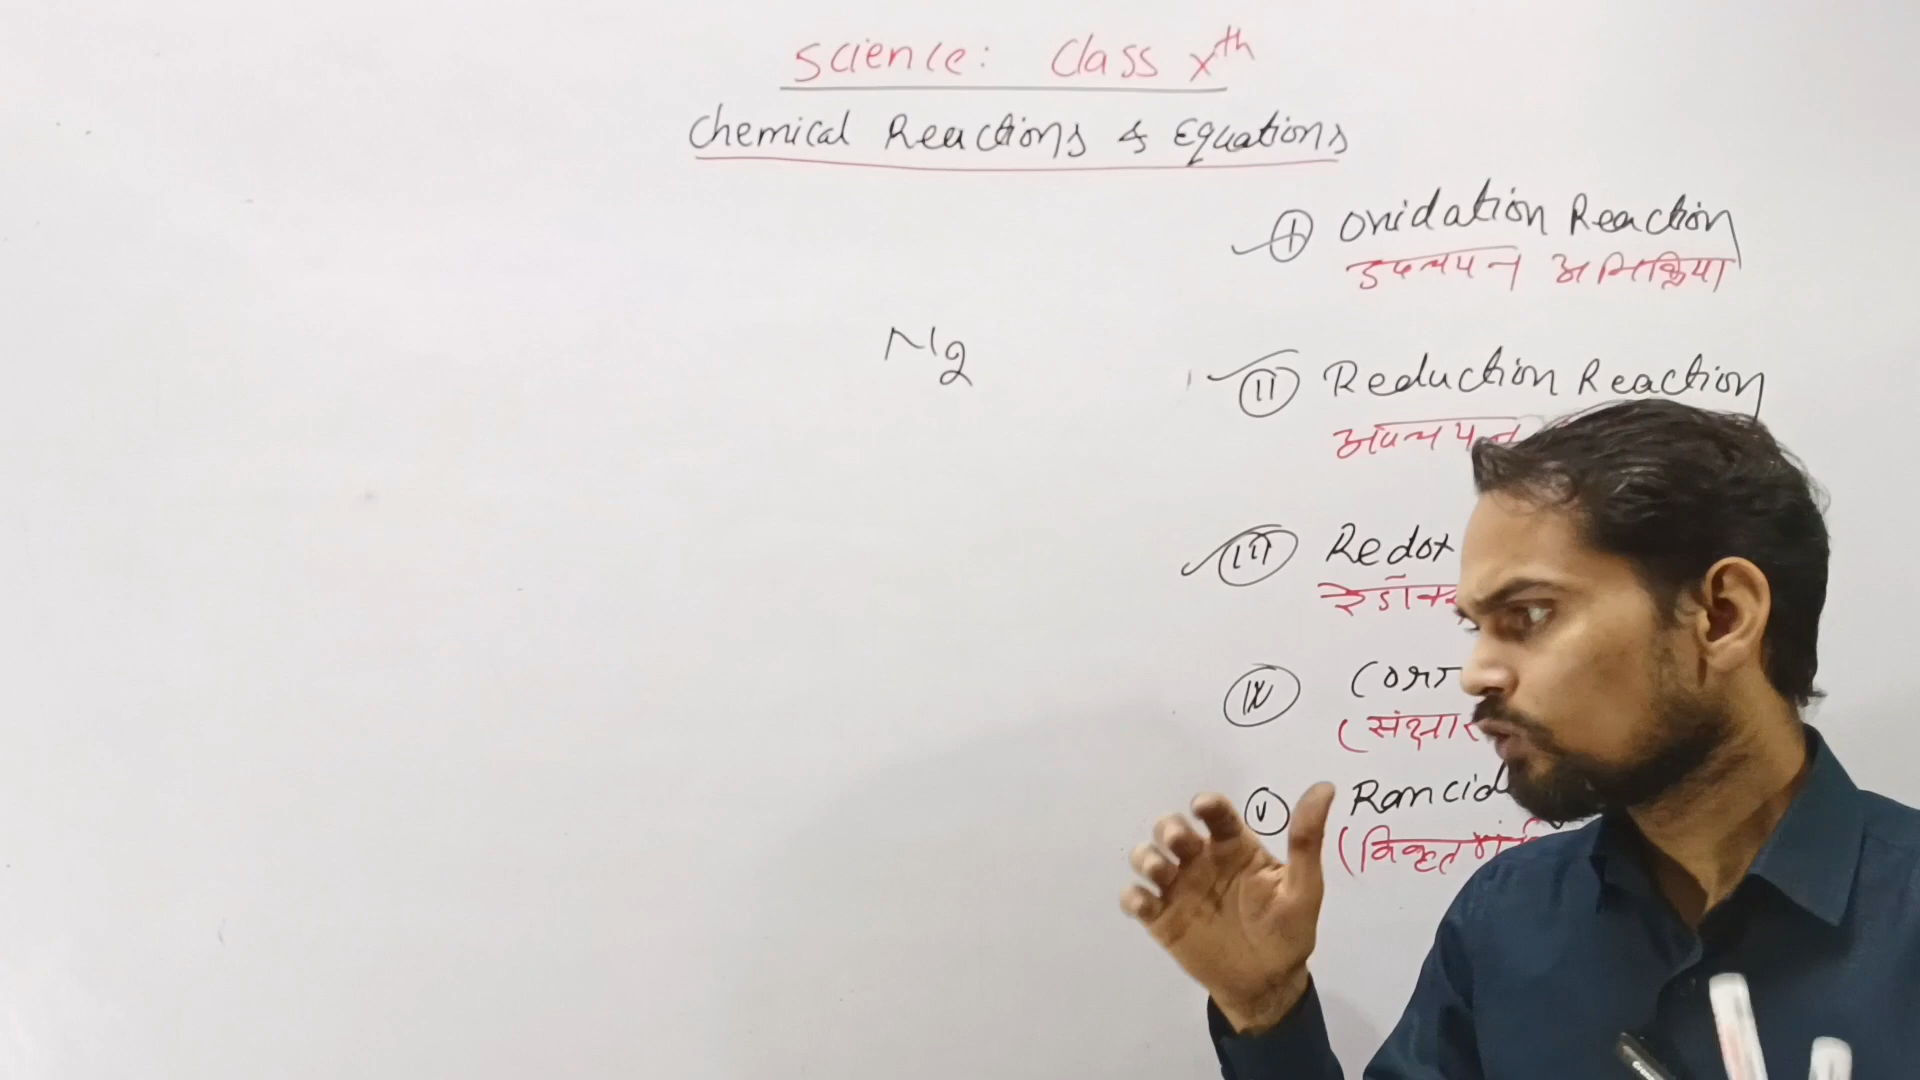 Science: Class Xth
Chemical Reactions & Equations
I Oxidation Reaction
उपचयन अभिक्रिया
N2
II Reduction Reaction
अपचयन
III Redox
रेडॉक्स
IV Corr
(संक्षार
V Rancid
(विकृतगंधि